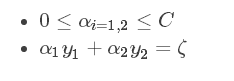 • 0 ≤ α_{i=1,2} ≤ C
• α₁y₁ + α₂y₂ = ζ